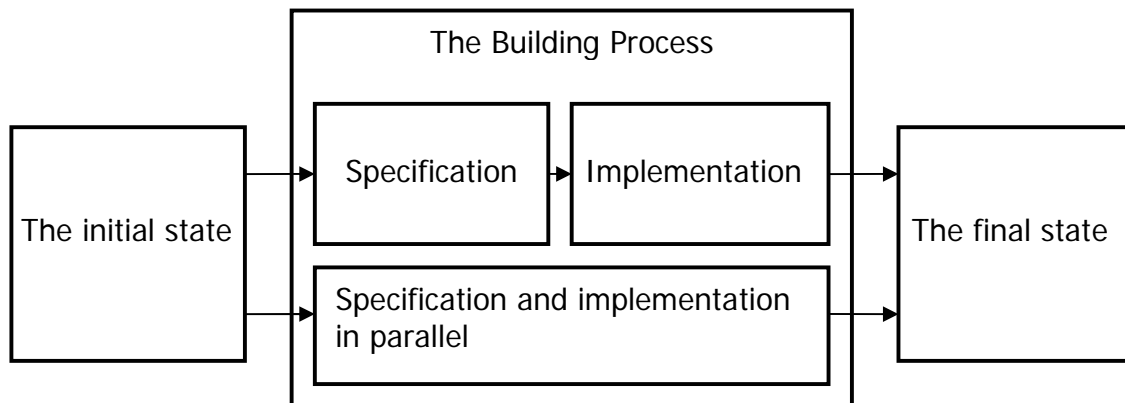 The Building Process
Specification
Implementation
The initial state
The final state
Specification and implementation
in parallel